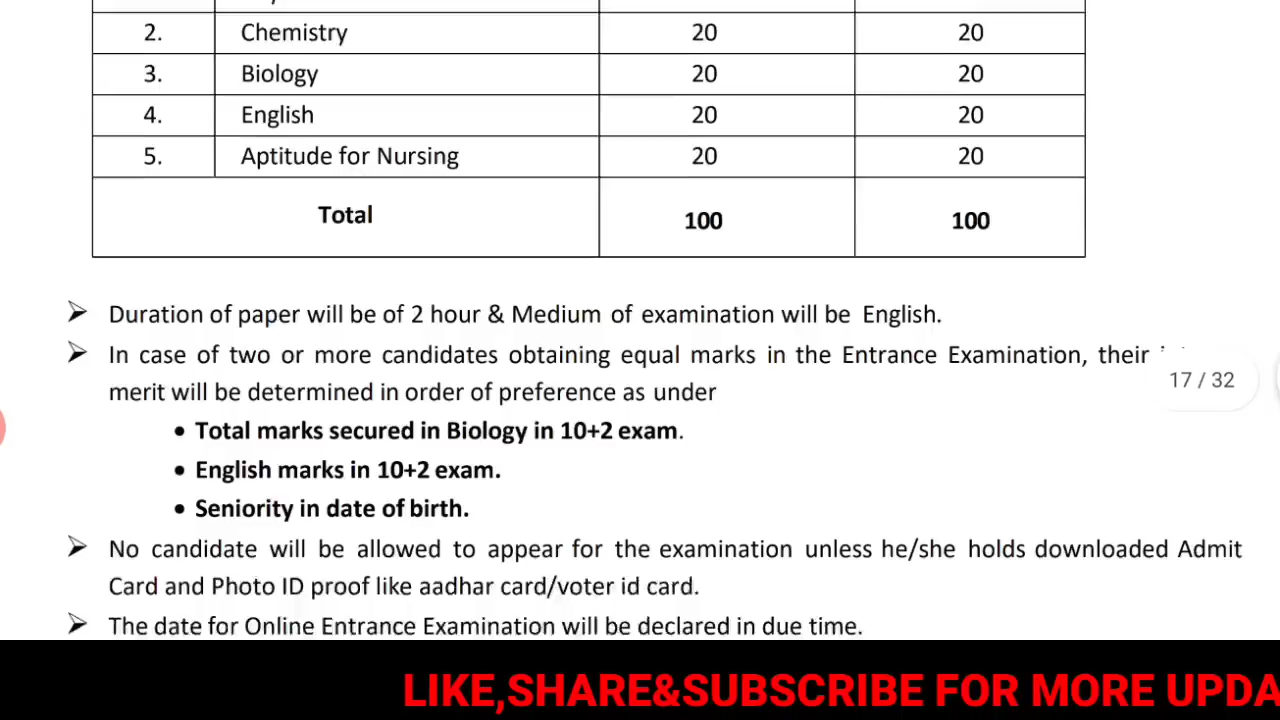 2. Chemistry 20 20
3. Biology 20 20
4. English 20 20
5. Aptitude for Nursing 20 20
Total 100 100
➢ Duration of paper will be of 2 hour & Medium of examination will be English.
➢ In case of two or more candidates obtaining equal marks in the Entrance Examination, their
merit will be determined in order of preference as under
• Total marks secured in Biology in 10+2 exam.
• English marks in 10+2 exam.
• Seniority in date of birth.
➢ No candidate will be allowed to appear for the examination unless he/she holds downloaded Admit
Card and Photo ID proof like aadhar card/voter id card.
➢ The date for Online Entrance Examination will be declared in due time.
17 / 32
LIKE,SHARE&SUBSCRIBE FOR MORE UPDA